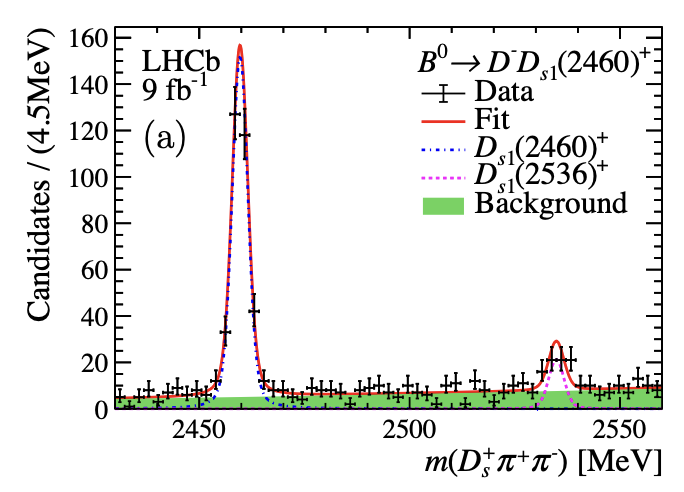 Candidates / (4.5MeV)
160
140
120
100
80
60
40
20
0
LHCb
9 fb⁻¹
(a)
B⁰→D⁻Dₛ₁(2460)⁺
Data
Fit
Dₛ₁(2460)⁺
Dₛ₁(2536)⁺
Background
2450
2500
2550
m(Dₛ⁺π⁺π⁻) [MeV]